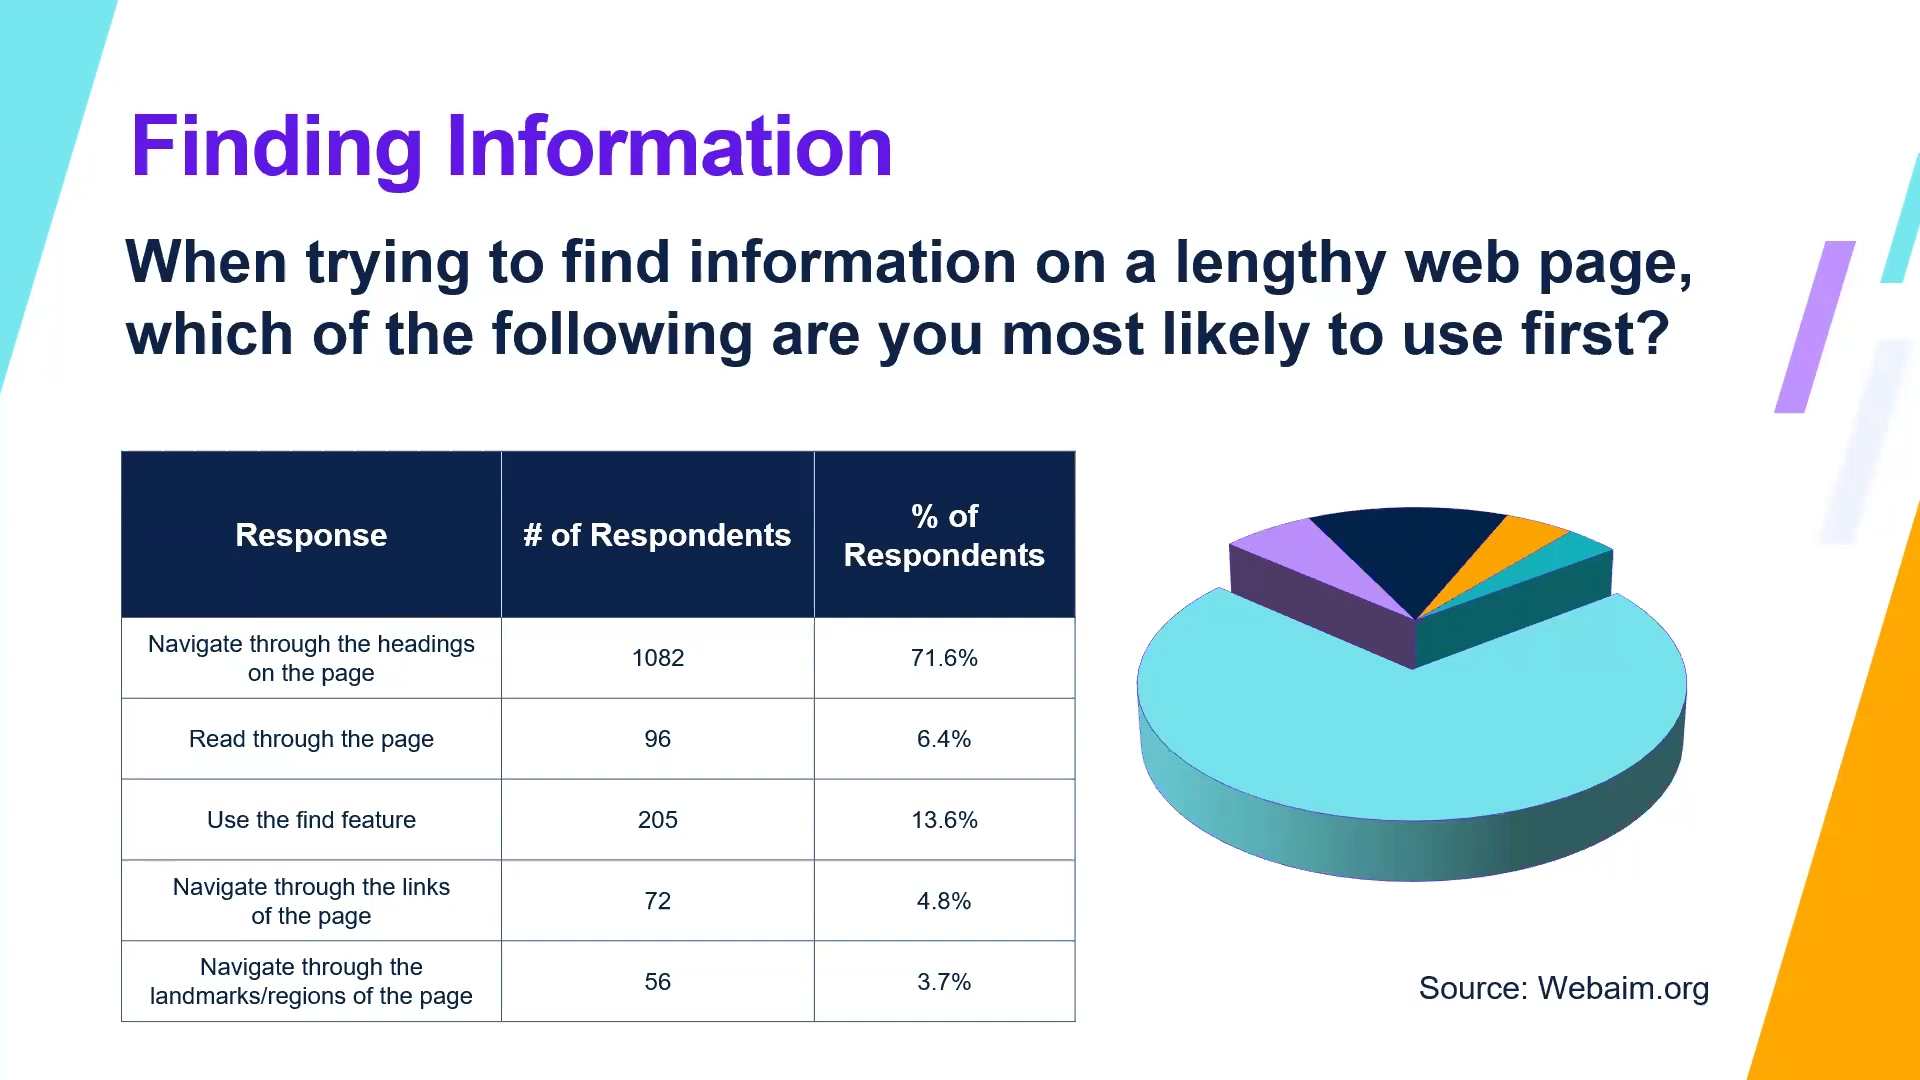 Finding Information
When trying to find information on a lengthy web page,
which of the following are you most likely to use first?
Response
# of Respondents
% of
Respondents
Navigate through the headings
on the page
1082
71.6%
Read through the page
96
6.4%
Use the find feature
205
13.6%
Navigate through the links
of the page
72
4.8%
Navigate through the
landmarks/regions of the page
56
3.7%
Source: Webaim.org